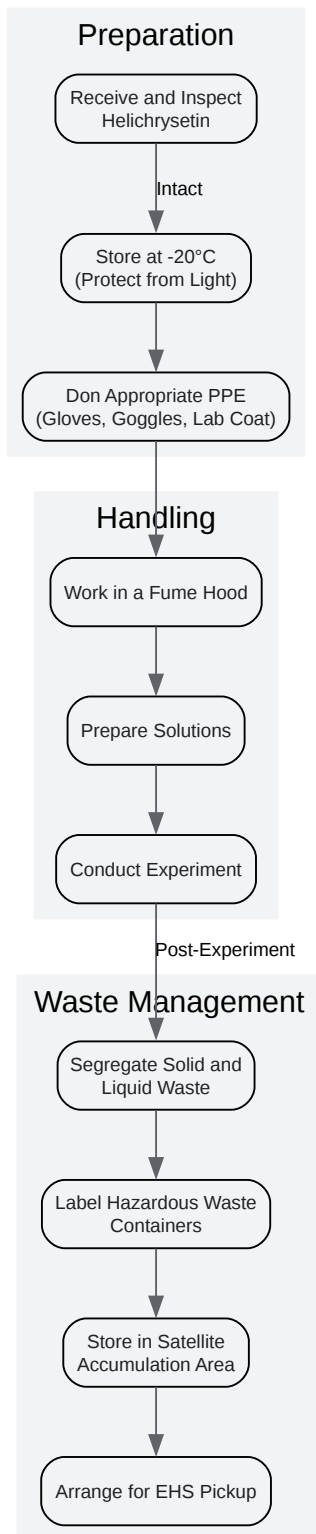 Preparation
Receive and Inspect
Helichrysetin
Intact
Store at -20°C
(Protect from Light)
Don Appropriate PPE
(Gloves, Goggles, Lab Coat)
Handling
Work in a Fume Hood
Prepare Solutions
Conduct Experiment
Post-Experiment
Waste Management
Segregate Solid and
Liquid Waste
Label Hazardous Waste
Containers
Store in Satellite
Accumulation Area
Arrange for EHS Pickup